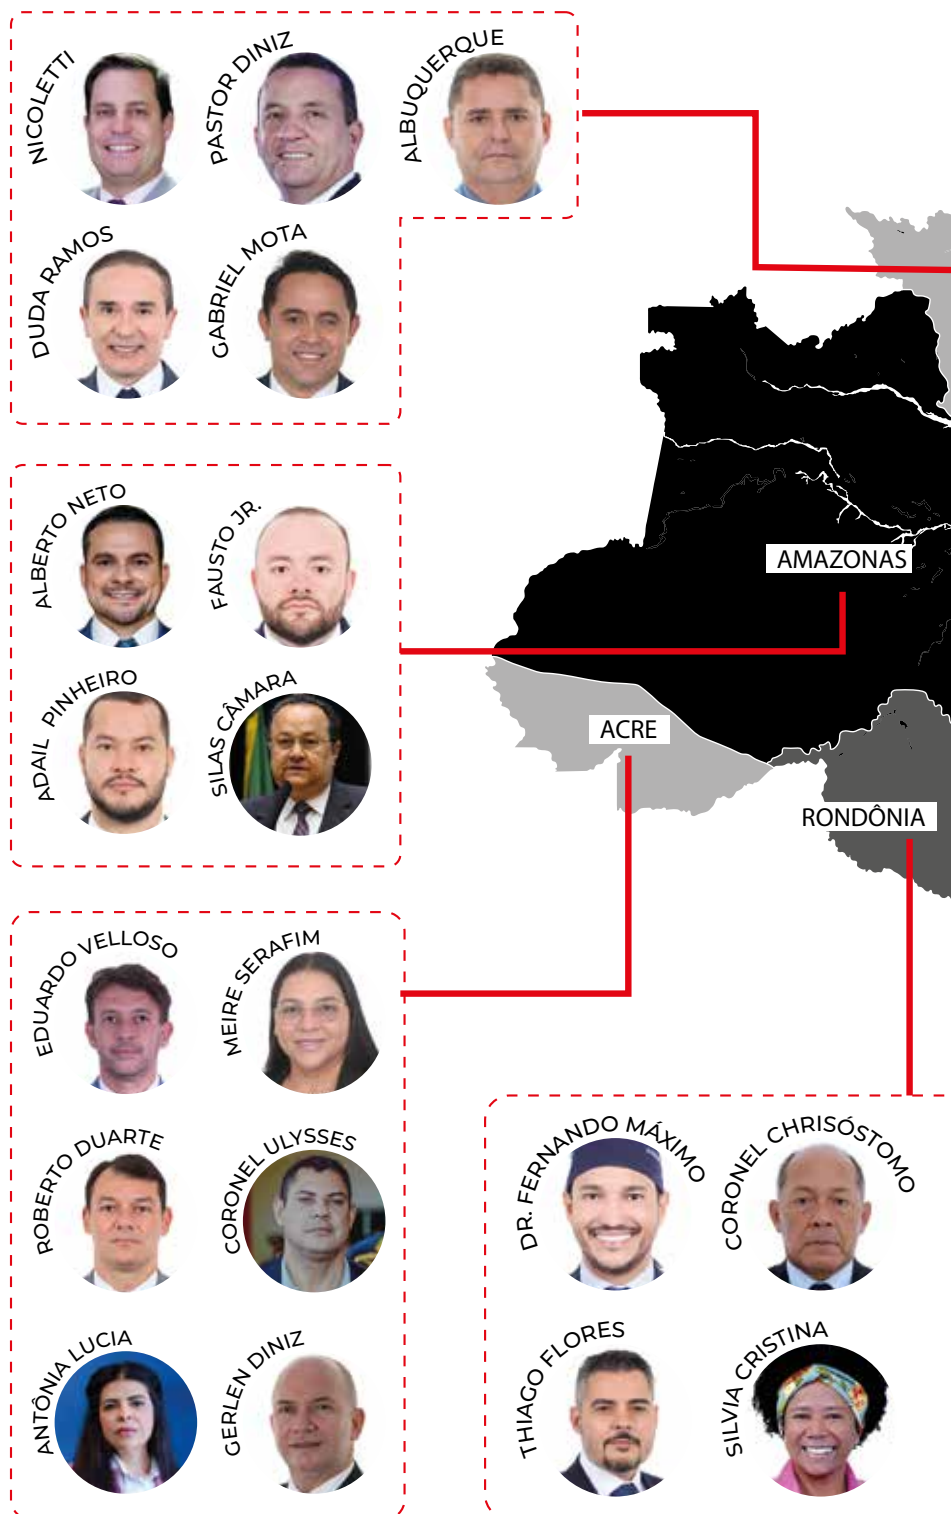 NICOLETTI
PASTOR DINIZ
ALBUQUERQUE
DUDA RAMOS
GABRIEL MOTA
ALBERTO NETO
FAUSTO JR.
ADAIL PINHEIRO
SILAS CÂMARA
AMAZONAS
ACRE
RONDÔNIA
EDUARDO VELLOSO
MEIRE SERAFIM
ROBERTO DUARTE
CORONEL ULYSSES
ANTÔNIA LUCIA
GERLEN DINIZ
DR. FERNANDO MÁXIMO
CORONEL CHRISÓSTOMO
THIAGO FLORES
SILVIA CRISTINA